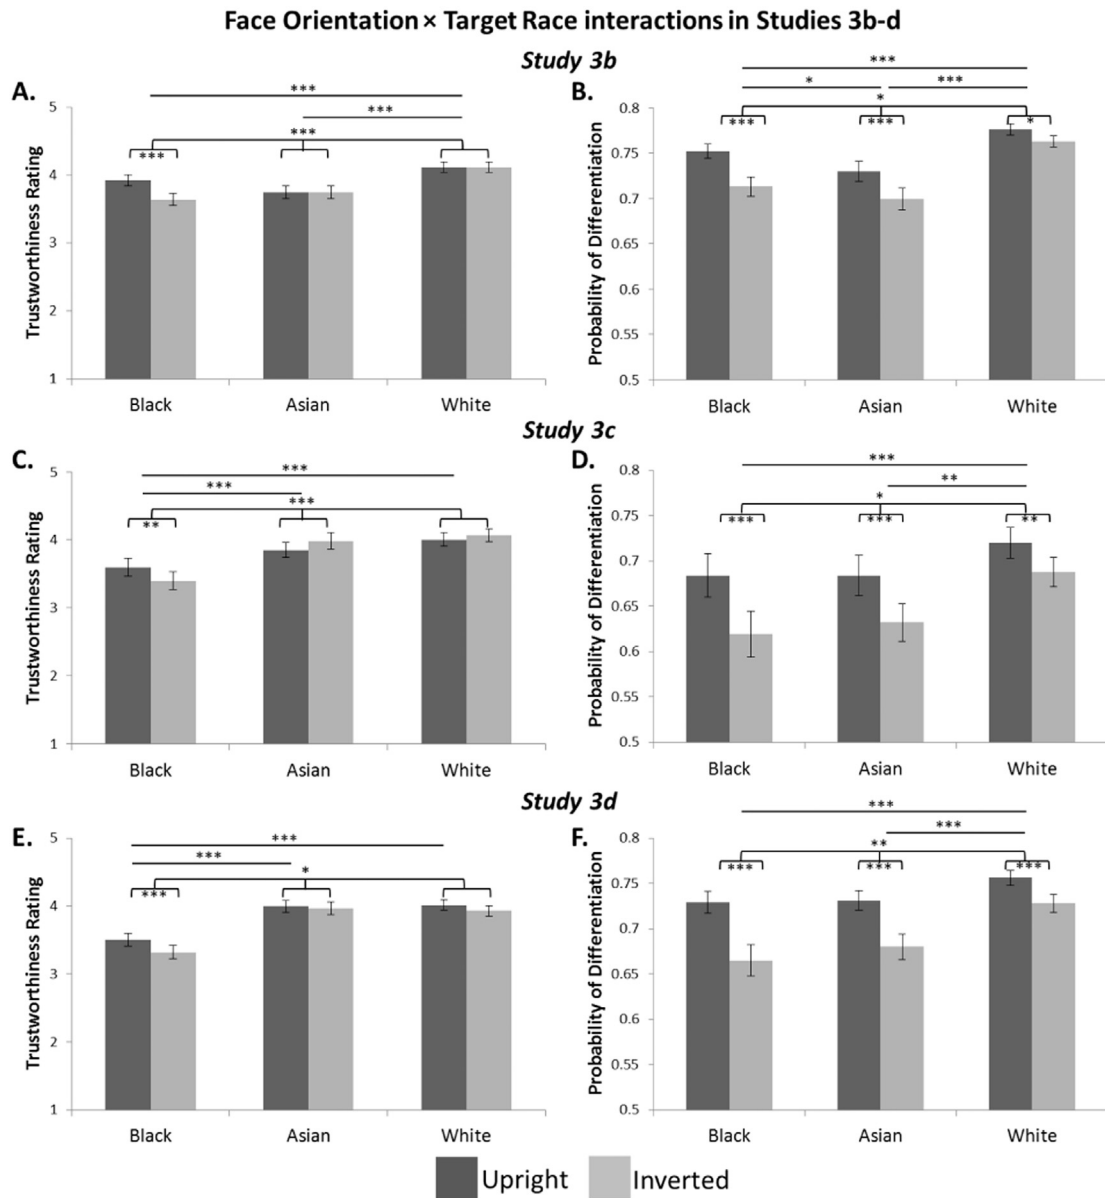 Face Orientation × Target Race interactions in Studies 3b-d
Study 3b
A.
***
***
***
***
5
4
3
2
1
Trustworthiness Rating
Black Asian White
B.
***
* ***
*
*** *** *
0.8
0.75
0.7
0.65
0.6
0.55
0.5
Probability of Differentiation
Black Asian White
Study 3c
C.
***
***
***
**
5
4
3
2
1
Trustworthiness Rating
Black Asian White
D.
***
**
*
*** *** **
0.8
0.75
0.7
0.65
0.6
0.55
0.5
Probability of Differentiation
Black Asian White
Study 3d
E.
***
***
*
***
5
4
3
2
1
Trustworthiness Rating
Black Asian White
F.
***
***
**
*** *** ***
0.8
0.75
0.7
0.65
0.6
0.55
0.5
Probability of Differentiation
Black Asian White
Upright Inverted